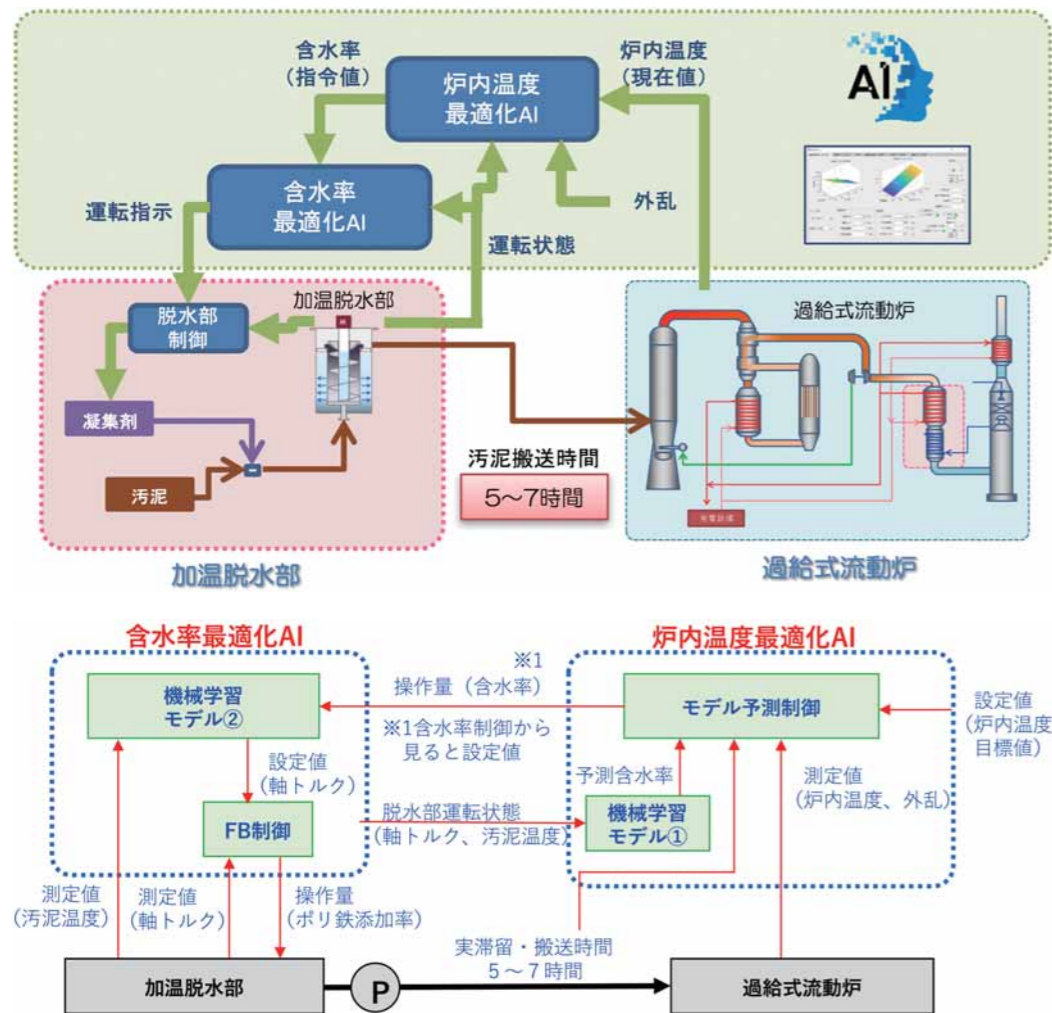 含水率
(指令値)
炉内温度
最適化AI
炉内温度
(現在値)
AI
含水率
最適化AI
外乱
運転指示
運転状態
加温脱水部
脱水部
制御
過給式流動炉
凝集剤
汚泥
汚泥搬送時間
5～7時間
加温脱水部
過給式流動炉
含水率最適化AI
炉内温度最適化AI
※1
操作量（含水率）
機械学習
モデル②
モデル予測制御
設定値
(炉内温度
目標値)
※1含水率制御から
見ると設定値
設定値
(軸トルク)
予測含水率
測定値
(炉内温度、外乱)
FB制御
脱水部運転状態
(軸トルク、汚泥温度)
機械学習
モデル①
測定値
(汚泥温度)
測定値
(軸トルク)
操作量
(ポリ鉄添加率)
実滞留・搬送時間
5～7時間
加温脱水部
P
過給式流動炉